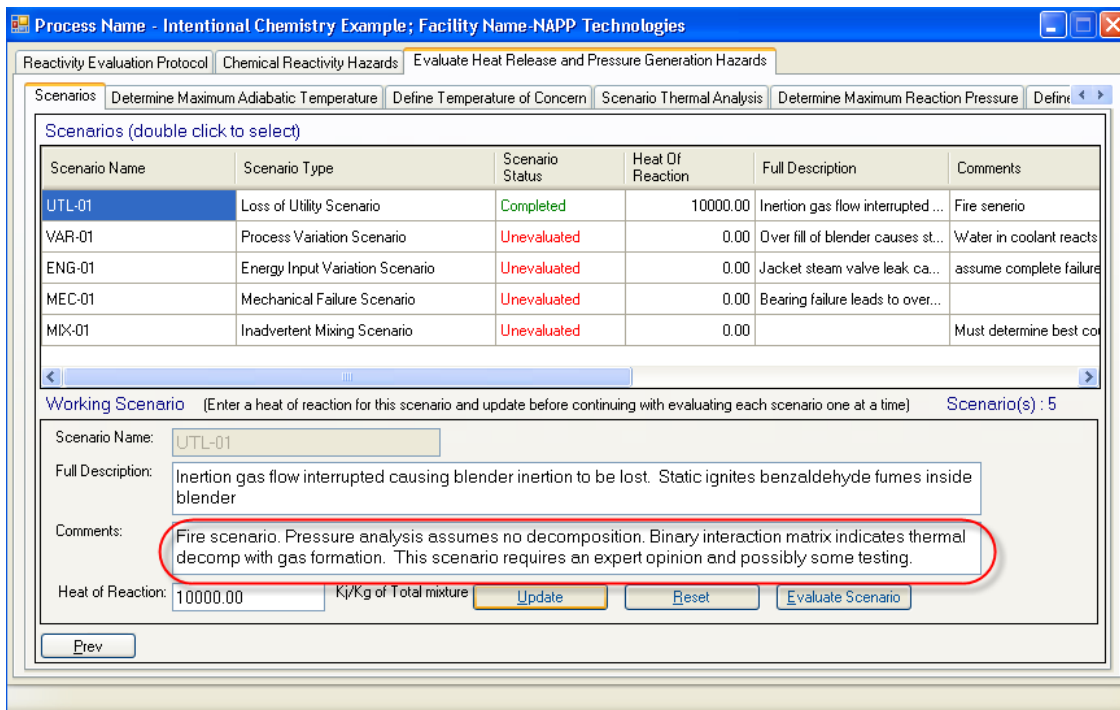 Process Name - Intentional Chemistry Example; Facility Name-NAPP Technologies
Reactivity Evaluation Protocol Chemical Reactivity Hazards Evaluate Heat Release and Pressure Generation Hazards
Scenarios Determine Maximum Adiabatic Temperature Define Temperature of Concern Scenario Thermal Analysis Determine Maximum Reaction Pressure Define
Scenarios (double click to select)
Scenario Name Scenario Type Scenario Status Heat Of Reaction Full Description Comments
UTL-01 Loss of Utility Scenario Completed 10000.00 Inertion gas flow interrupted ... Fire senerio
VAR-01 Process Variation Scenario Unevaluated 0.00 Over fill of blender causes st... Water in coolant reacts
ENG-01 Energy Input Variation Scenario Unevaluated 0.00 Jacket steam valve leak ca... assume complete failure
MEC-01 Mechanical Failure Scenario Unevaluated 0.00 Bearing failure leads to over...
MIX-01 Inadvertent Mixing Scenario Unevaluated 0.00 Must determine best cou
Working Scenario (Enter a heat of reaction for this scenario and update before continuing with evaluating each scenario one at a time) Scenario(s) : 5
Scenario Name: UTL-01
Full Description: Inertion gas flow interrupted causing blender inertion to be lost. Static ignites benzaldehyde fumes inside
blender
Comments: Fire scenario. Pressure analysis assumes no decomposition. Binary interaction matrix indicates thermal
decomp with gas formation. This scenario requires an expert opinion and possibly some testing.
Heat of Reaction: 10000.00 Kj/Kg of Total mixture Update Reset Evaluate Scenario
Prev